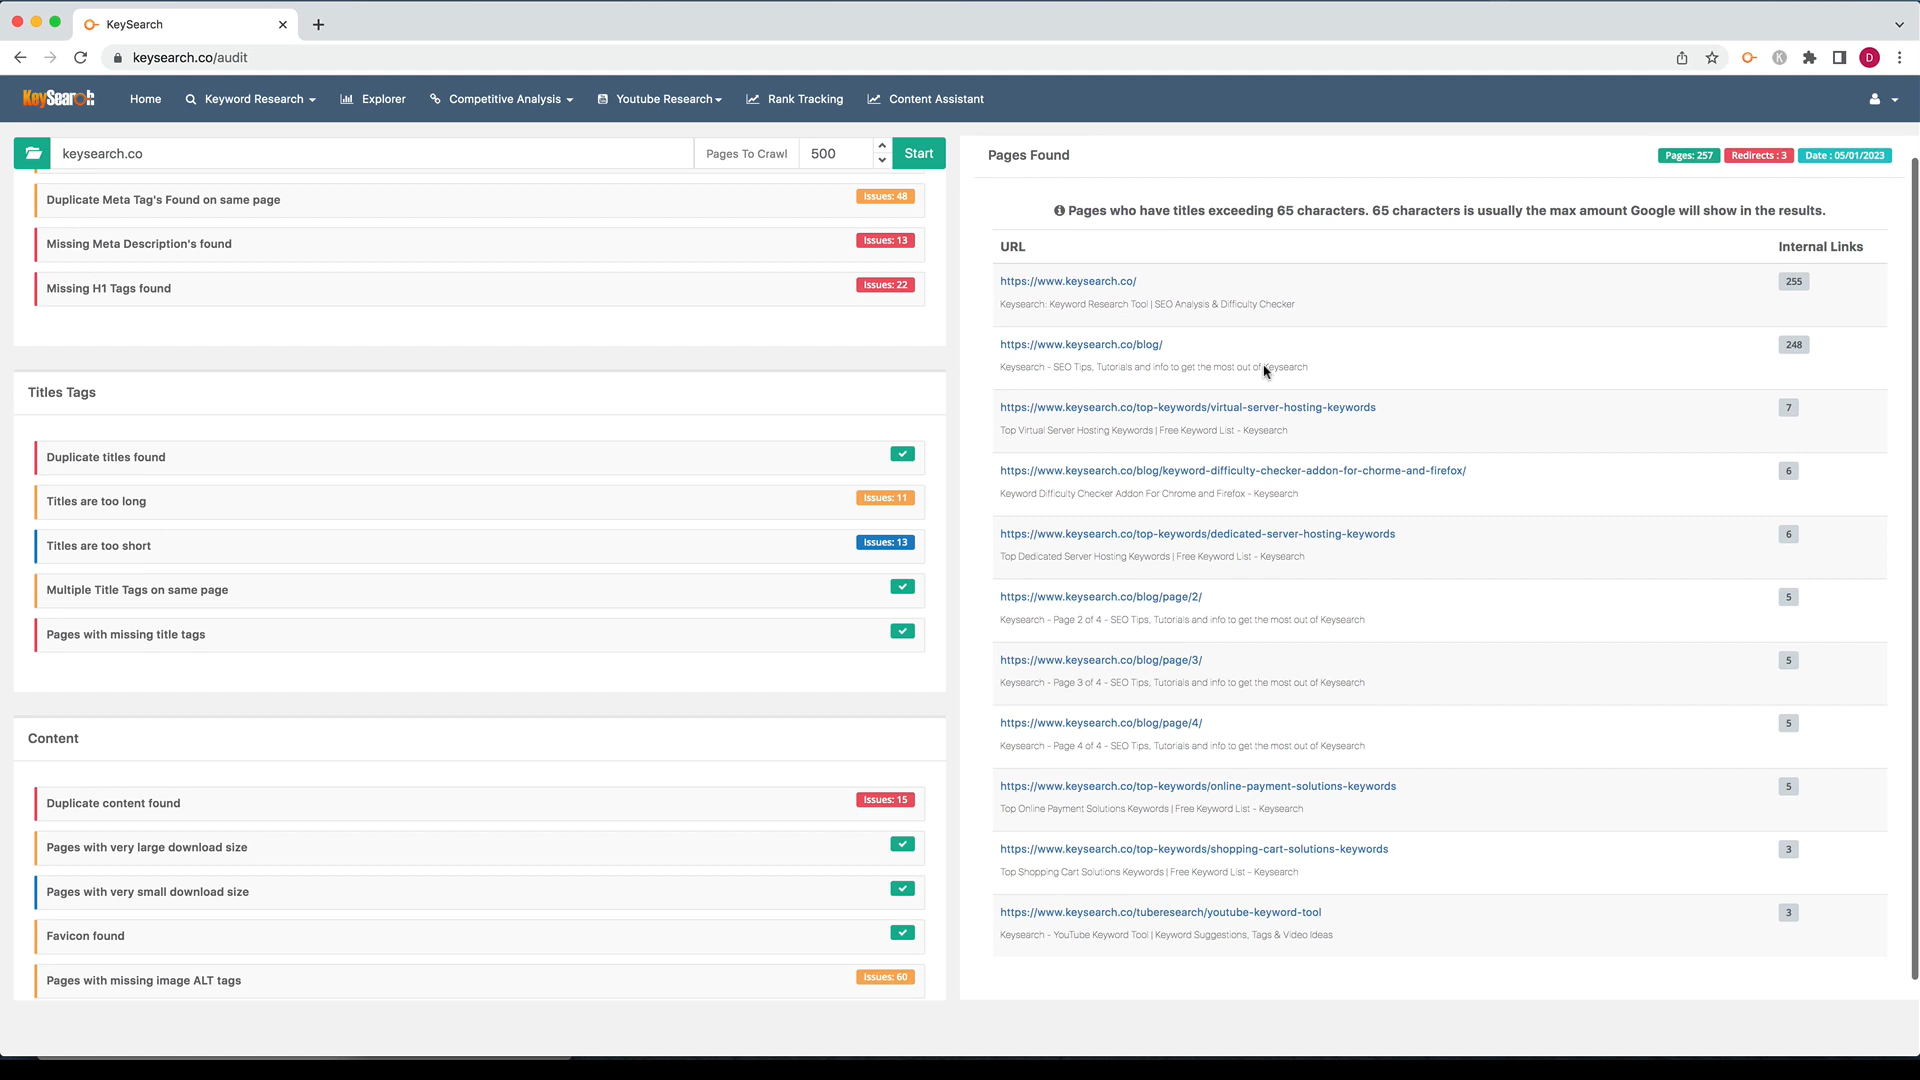 KeySearch
keysearch.co/audit
D
KeySearch
Home
Keyword Research
Explorer
Competitive Analysis
Youtube Research
Rank Tracking
Content Assistant
keysearch.co
Pages To Crawl
500
Start
Duplicate Meta Tag's Found on same page
Issues: 48
Missing Meta Description's found
Issues: 13
Missing H1 Tags found
Issues: 22
Titles Tags
Duplicate titles found
Titles are too long
Issues: 11
Titles are too short
Issues: 13
Multiple Title Tags on same page
Pages with missing title tags
Content
Duplicate content found
Issues: 15
Pages with very large download size
Pages with very small download size
Favicon found
Pages with missing image ALT tags
Issues: 60
Pages Found
Pages: 257
Redirects : 3
Date : 05/01/2023
Pages who have titles exceeding 65 characters. 65 characters is usually the max amount Google will show in the results.
URL
Internal Links
https://www.keysearch.co/
255
Keysearch: Keyword Research Tool | SEO Analysis & Difficulty Checker
https://www.keysearch.co/blog/
248
Keysearch - SEO Tips, Tutorials and info to get the most out of Keysearch
https://www.keysearch.co/top-keywords/virtual-server-hosting-keywords
7
Top Virtual Server Hosting Keywords | Free Keyword List - Keysearch
https://www.keysearch.co/blog/keyword-difficulty-checker-addon-for-chorme-and-firefox/
6
Keyword Difficulty Checker Addon For Chrome and Firefox - Keysearch
https://www.keysearch.co/top-keywords/dedicated-server-hosting-keywords
6
Top Dedicated Server Hosting Keywords | Free Keyword List - Keysearch
https://www.keysearch.co/blog/page/2/
5
Keysearch - Page 2 of 4 - SEO Tips, Tutorials and info to get the most out of Keysearch
https://www.keysearch.co/blog/page/3/
5
Keysearch - Page 3 of 4 - SEO Tips, Tutorials and info to get the most out of Keysearch
https://www.keysearch.co/blog/page/4/
5
Keysearch - Page 4 of 4 - SEO Tips, Tutorials and info to get the most out of Keysearch
https://www.keysearch.co/top-keywords/online-payment-solutions-keywords
5
Top Online Payment Solutions Keywords | Free Keyword List - Keysearch
https://www.keysearch.co/top-keywords/shopping-cart-solutions-keywords
3
Top Shopping Cart Solutions Keywords | Free Keyword List - Keysearch
https://www.keysearch.co/tuberesearch/youtube-keyword-tool
3
Keysearch - YouTube Keyword Tool | Keyword Suggestions, Tags & Video Ideas